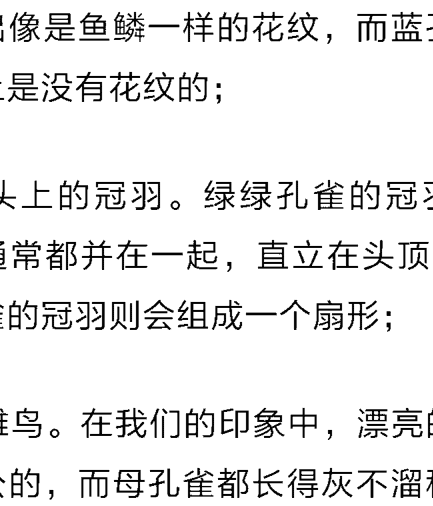 像是鱼鳞一样的花纹，而蓝
是没有花纹的；
头上的冠羽。绿绿孔雀的冠羽
通常都并在一起，直立在头顶
雀的冠羽则会组成一个扇形；
雌鸟。在我们的印象中，漂亮的
的，而母孔雀都长得灰不溜